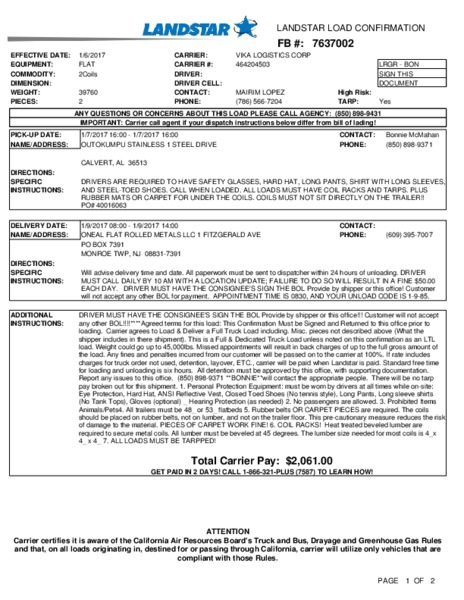 LANDSTAR LANDSTAR LOAD CONFIRMATION
FB #: 7637002
EFFECTIVE DATE: 1/6/2017 CARRIER: VIKA LOGISTICS CORP
EQUIPMENT: FLAT CARRIER #: 464204503 LRGR - BON
COMMODITY: 2Coils DRIVER: SIGN THIS
DIMENSION: DRIVER CELL: DOCUMENT
WEIGHT: 39760 CONTACT: MAIRIM LOPEZ High Risk:
PIECES: 2 PHONE: (786) 566-7204 TARP: Yes
ANY QUESTIONS OR CONCERNS ABOUT THIS LOAD PLEASE CALL AGENCY: (850) 898-9431
IMPORTANT: Carrier call agent if your dispatch instructions below differ from bill of lading!
PICK-UP DATE: 1/7/2017 16:00 - 1/7/2017 16:00 CONTACT: Bonnie McMahan
NAME/ADDRESS: OUTOKUMPU STAINLESS 1 STEEL DRIVE PHONE: (850) 898-9371
CALVERT, AL 36513
DIRECTIONS:
SPECIFIC DRIVERS ARE REQUIRED TO HAVE SAFETY GLASSES, HARD HAT, LONG PANTS, SHIRT WITH LONG SLEEVES,
INSTRUCTIONS: AND STEEL-TOED SHOES. CALL WHEN LOADED. ALL LOADS MUST HAVE COIL RACKS AND TARPS. PLUS
RUBBER MATS OR CARPET FOR UNDER THE COILS. COILS MUST NOT SIT DIRECTLY ON THE TRAILER!!
PO# 40016063
DELIVERY DATE: 1/9/2017 08:00 - 1/9/2017 14:00 CONTACT:
NAME/ADDRESS: ONEAL FLAT ROLLED METALS LLC 1 FITZGERALD AVE PHONE: (609) 395-7007
PO BOX 7391
MONROE TWP, NJ 08831-7391
DIRECTIONS:
SPECIFIC Will advise delivery time and date. All paperwork must be sent to dispatcher within 24 hours of unloading. DRIVER
INSTRUCTIONS: MUST CALL DAILY BY 10 AM WITH A LOCATION UPDATE; FAILURE TO DO SO WILL RESULT IN A FINE $50.00
EACH DAY. DRIVER MUST HAVE THE CONSIGNEE'S SIGN THE BOL Provide by shipper or this office! Customer
will not accept any other BOL for payment. APPOINTMENT TIME IS 0830, AND YOUR UNLOAD CODE IS 1-9-85.
ADDITIONAL DRIVER MUST HAVE THE CONSIGNEE'S SIGN THE BOL Provide by shipper or this office!!! Customer will not accept
INSTRUCTIONS: any other BOL!!!****Agreed terms for this load: This Confirmation Must be Signed and Returned to this office prior to
loading. Carrier agrees to Load & Deliver a Full Truck Load including Misc. pieces not described above (What the
shipper includes in there shipment). This is a Full & Dedicated Truck Load unless noted on this confirmation as an LTL
load. Weight could go up to 45,000lbs. Missed appointments will result in back charges of up to the full gross amount of
the load. Any fines and penalties incurred from our customer will be passed on to the carrier at 100%. If rate includes
charges for truck order not used, detention, layover, ETC., carrier will be paid when Landstar is paid. Standard free time
for loading and unloading is six hours. All detention must be approved by this office, with supporting documentation.
Report any issues to this office. (850) 898-9371 **BONNIE**will contact the appropriate people. There will be no tarp
pay broken out for this shipment. 1. Personal Protection Equipment: must be worn by drivers at all times while on-site:
Eye Protection, Hard Hat, ANSI Reflective Vest, Closed Toed Shoes (No tennis style), Long Pants, Long sleeve shirts
(No Tank Tops), Gloves (optional) _ Hearing Protection (as needed) 2. No passengers are allowed. 3. Prohibited Items
Animals/Pets4. All trailers must be 48_or 53_ flatbeds 5. Rubber belts OR CARPET PIECES are required. The coils
should be placed on rubber belts, not on lumber, and not on the trailer floor. This pre-cautionary measure reduces the risk
of damage to the material. PIECES OF CARPET WORK FINE! 6. COIL RACKS! Heat treated beveled lumber are
required to secure metal coils. All lumber must be beveled at 45 degrees. The lumber size needed for most coils is 4_x
4_ x 4_ 7. ALL LOADS MUST BE TARPPED!
Total Carrier Pay: $2,061.00
GET PAID IN 2 DAYS! CALL 1-866-321-PLUS (7587) TO LEARN HOW!
ATTENTION
Carrier certifies it is aware of the California Air Resources Board's Truck and Bus, Drayage and Greenhouse Gas Rules
and that, on all loads originating in, destined for or passing through California, carrier will utilize only vehicles that are
compliant with those Rules.
PAGE 1 OF 2